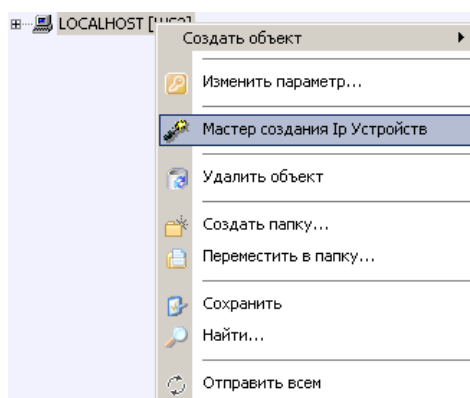 LOCALHOST [WS3]
Создать объект
Изменить параметр...
Мастер создания Ip Устройств
Удалить объект
Создать папку...
Переместить в папку...
Сохранить
Найти...
Отправить всем